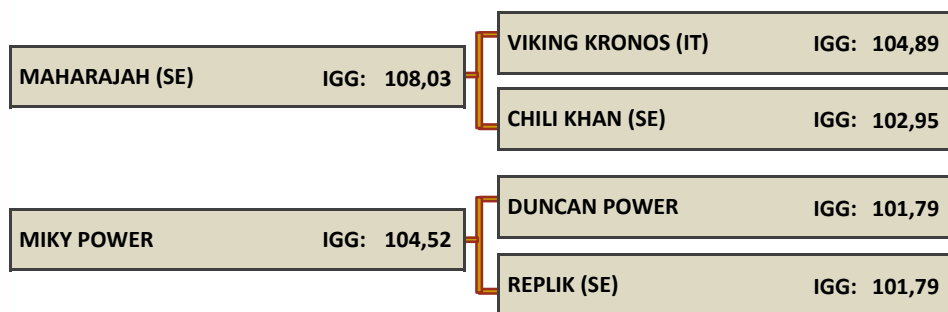 VIKING KRONOS (IT) IGG: 104,89
MAHARAJAH (SE) IGG: 108,03
CHILI KHAN (SE) IGG: 102,95
DUNCAN POWER IGG: 101,79
MIKY POWER IGG: 104,52
REPLIK (SE) IGG: 101,79